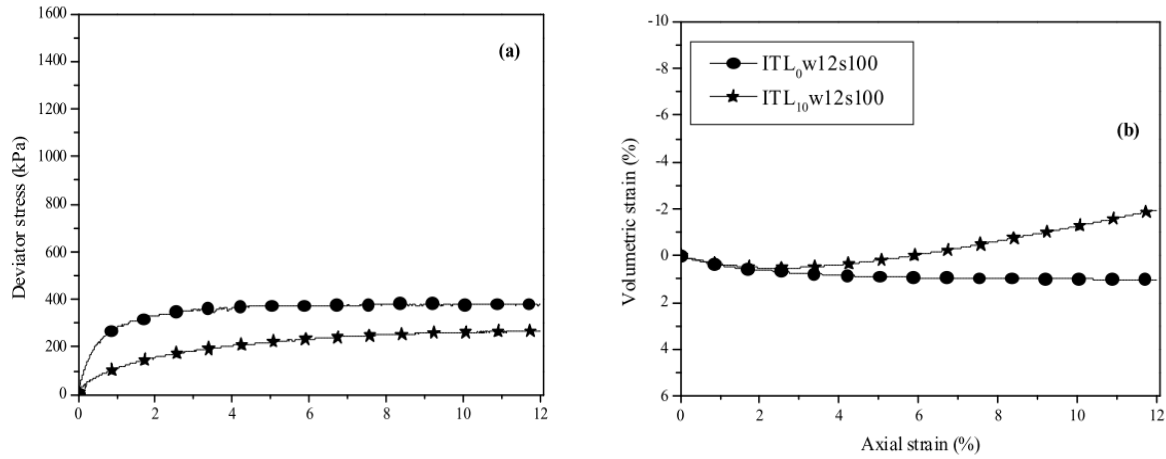 1600
1400
1200
1000
800
600
400
200
0
Deviator stress (kPa)
(a)
0 2 4 6 8 10 12
-10
-8
-6
-4
-2
0
2
4
6
Volumetric strain (%)
ITL0w12s100
ITL10w12s100
(b)
0 2 4 6 8 10 12
Axial strain (%)